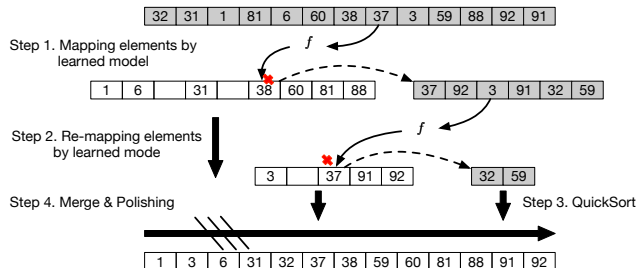 32 31 1 81 6 60 38 37 3 59 88 92 91
Step 1. Mapping elements by
learned model
f
1 6 31 38 60 81 88
37 92 3 91 32 59
f
Step 2. Re-mapping elements
by learned mode
3 37 91 92
32 59
Step 4. Merge & Polishing
Step 3. QuickSort
1 3 6 31 32 37 38 59 60 81 88 91 92